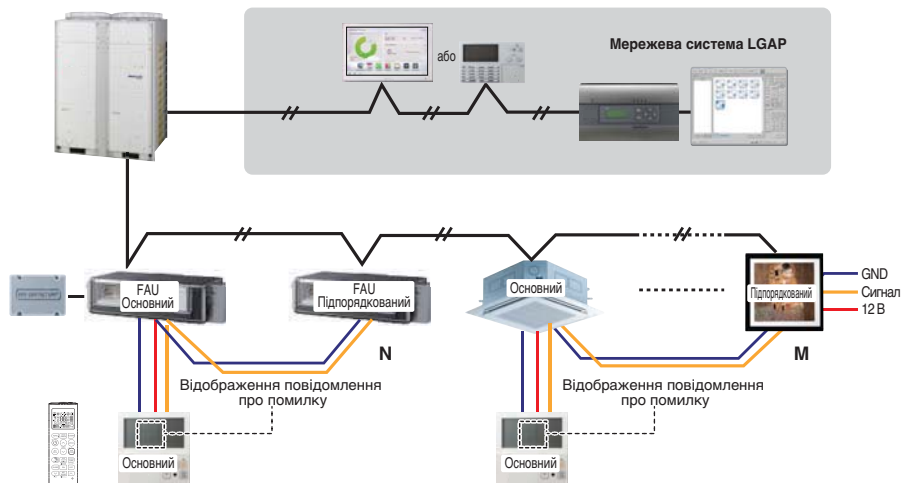 Мережева система LGAP
або
FAU
Основний
FAU
Підпорядкований
Основний
Підпорядкований
GND
Сигнал
12 В
N
M
Відображення повідомлення
про помилку
Відображення повідомлення
про помилку
Основний
Основний